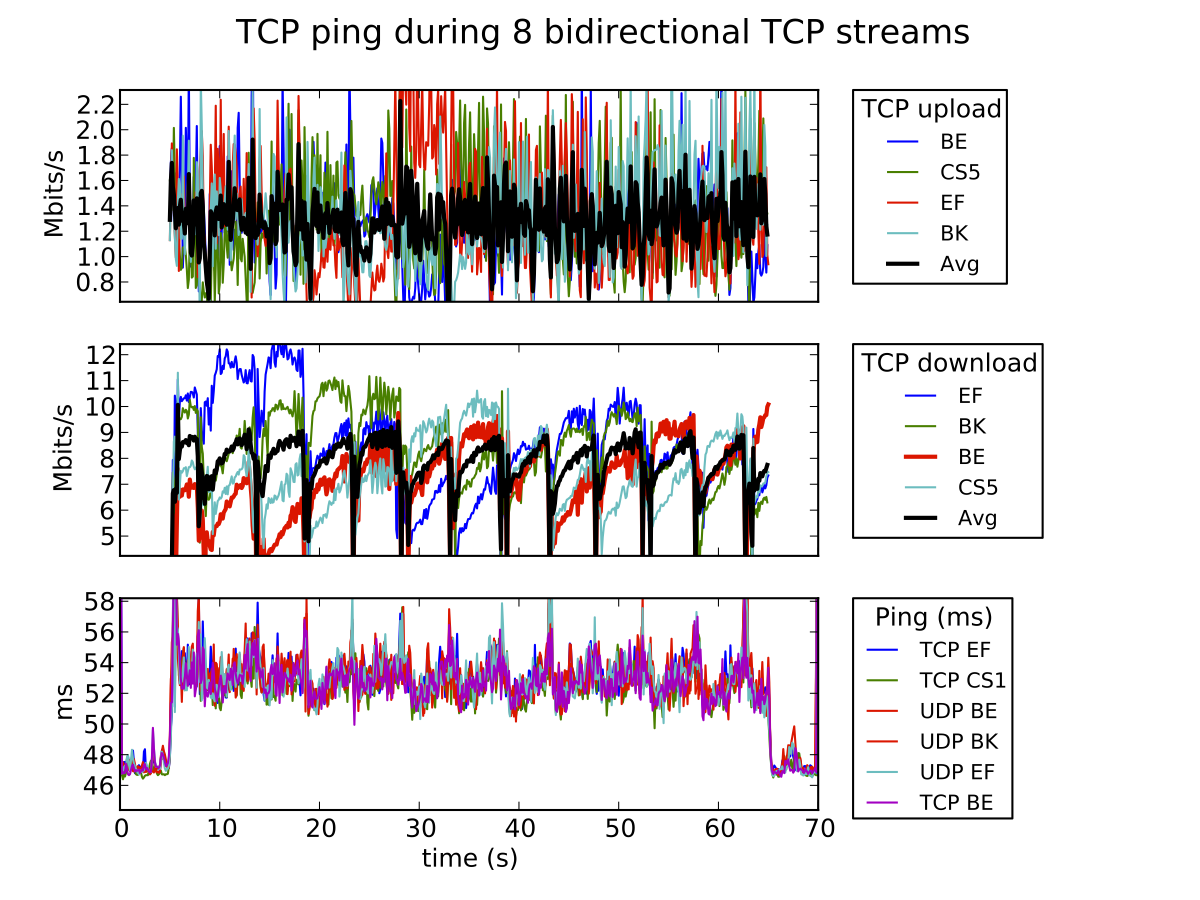 TCP ping during 8 bidirectional TCP streams
2.2
2.0
1.8
1.6
1.4
1.2
1.0
0.8
Mbits/s
TCP upload
BE
CS5
EF
BK
Avg
12
11
10
9
8
7
6
5
Mbits/s
TCP download
EF
BK
BE
CS5
Avg
58
56
54
52
50
48
46
ms
0 10 20 30 40 50 60 70
time (s)
Ping (ms)
TCP EF
TCP CS1
UDP BE
UDP BK
UDP EF
TCP BE